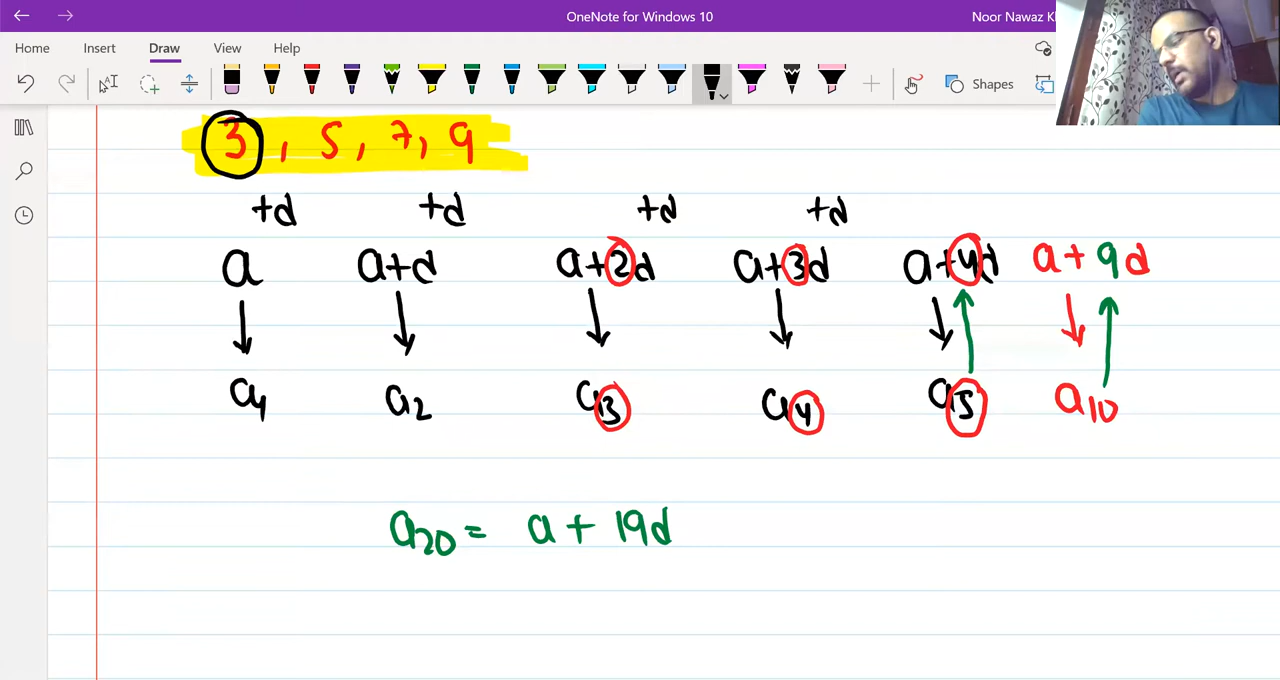 OneNote for Windows 10
Noor Nawaz Kh
Home Insert Draw View Help
Shapes
3, 5, 7, 9
+d +d +d +d
a a+d a+2d a+3d a+4d a+9d
a1 a2 a3 a4 a5 a10
a20 = a + 19d